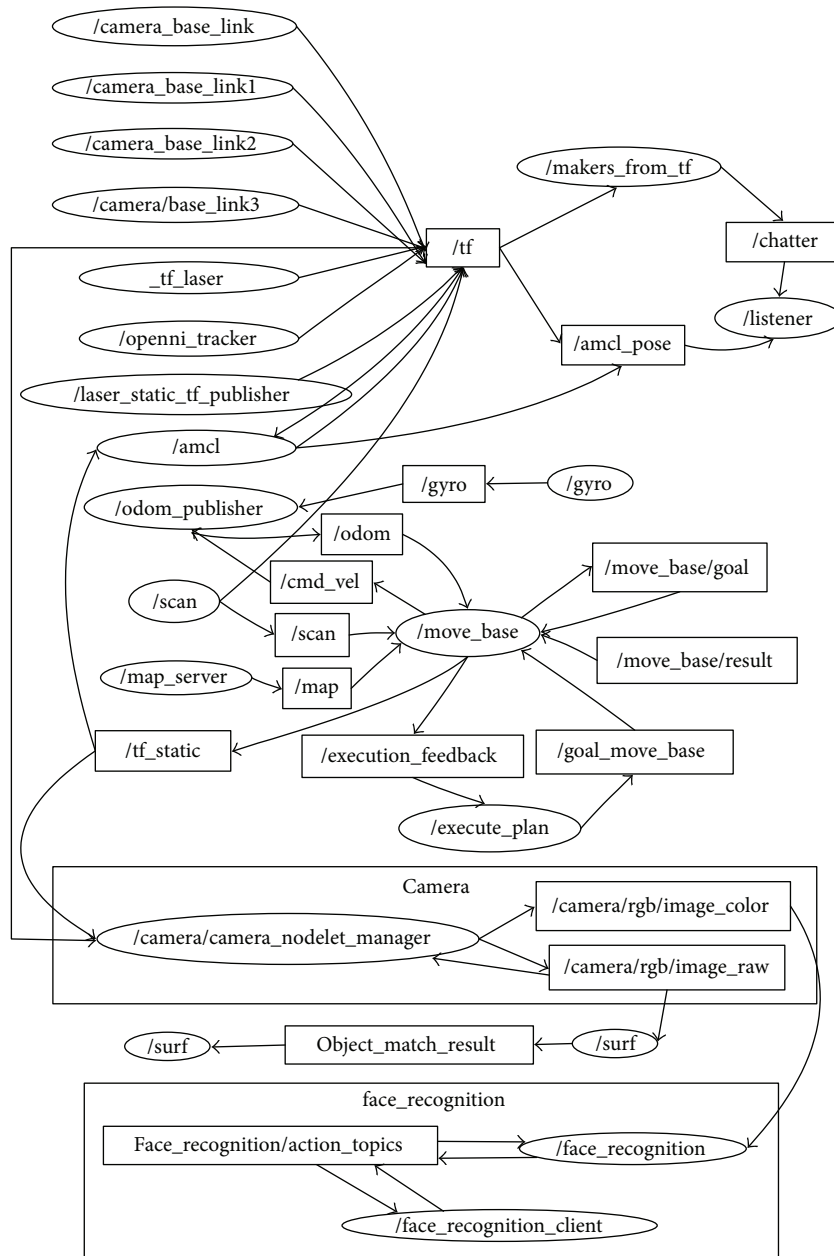 /camera_base_link
/camera_base_link1
/camera_base_link2
/makers_from_tf
/camera/base_link3
/chatter
/tf
_tf_laser
/listener
/openni_tracker
/amcl_pose
/laser_static_tf_publisher
/amcl
/gyro
/gyro
/odom_publisher
/odom
/move_base/goal
/cmd_vel
/scan
/scan
/move_base
/move_base/result
/map_server
/map
/tf_static
/execution_feedback
/goal_move_base
/execute_plan
Camera
/camera/rgb/image_color
/camera/camera_nodelet_manager
/camera/rgb/image_raw
/surf
Object_match_result
/surf
face_recognition
Face_recognition/action_topics
/face_recognition
/face_recognition_client